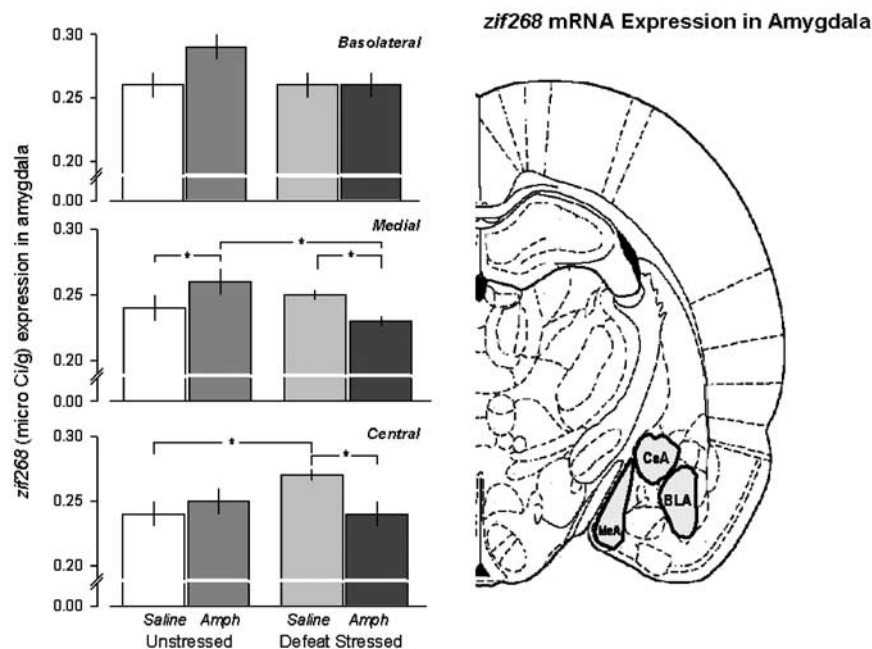 zif268 mRNA Expression in Amygdala
zif268 (micro Ci/g) expression in amygdala
0.30
Basolateral
0.25
0.20
0.00
0.30
Medial
* *
* 
0.25
0.20
0.00
0.30
Central
*
*
0.25
0.20
0.00
Saline Amph Saline Amph
Unstressed Defeat Stressed
CeA
BLA
MeA